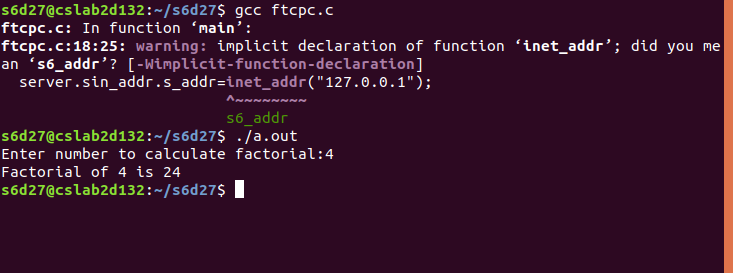 s6d27@cslab2d132:~/s6d27$ gcc ftcpc.c
ftcpc.c: In function ‘main’:
ftcpc.c:18:25: warning: implicit declaration of function ‘inet_addr’; did you me
an ‘s6_addr’? [-Wimplicit-function-declaration]
  server.sin_addr.s_addr=inet_addr("127.0.0.1");
                         ^~~~~~~~~
                         s6_addr
s6d27@cslab2d132:~/s6d27$ ./a.out
Enter number to calculate factorial:4
Factorial of 4 is 24
s6d27@cslab2d132:~/s6d27$